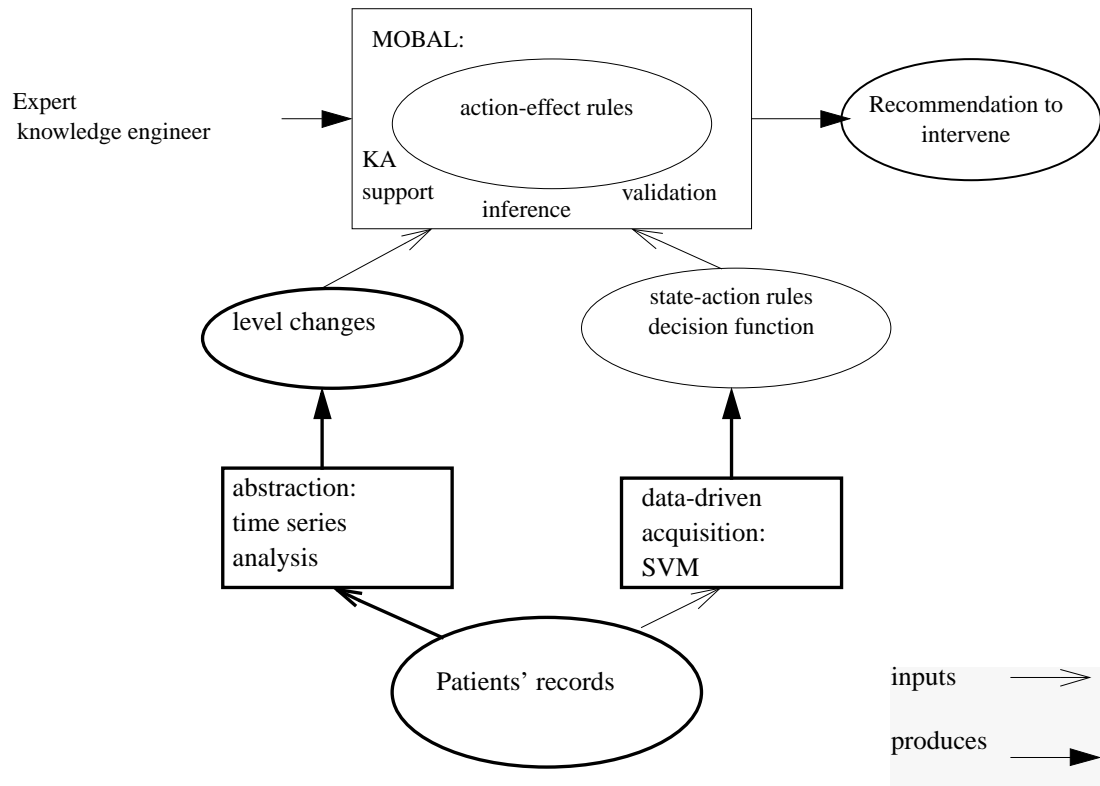 MOBAL:
Expert
knowledge engineer
action-effect rules
Recommendation to
intervene
KA
support
inference
validation
level changes
state-action rules
decision function
abstraction:
time series
analysis
data-driven
acquisition:
SVM
Patients’ records
inputs
produces